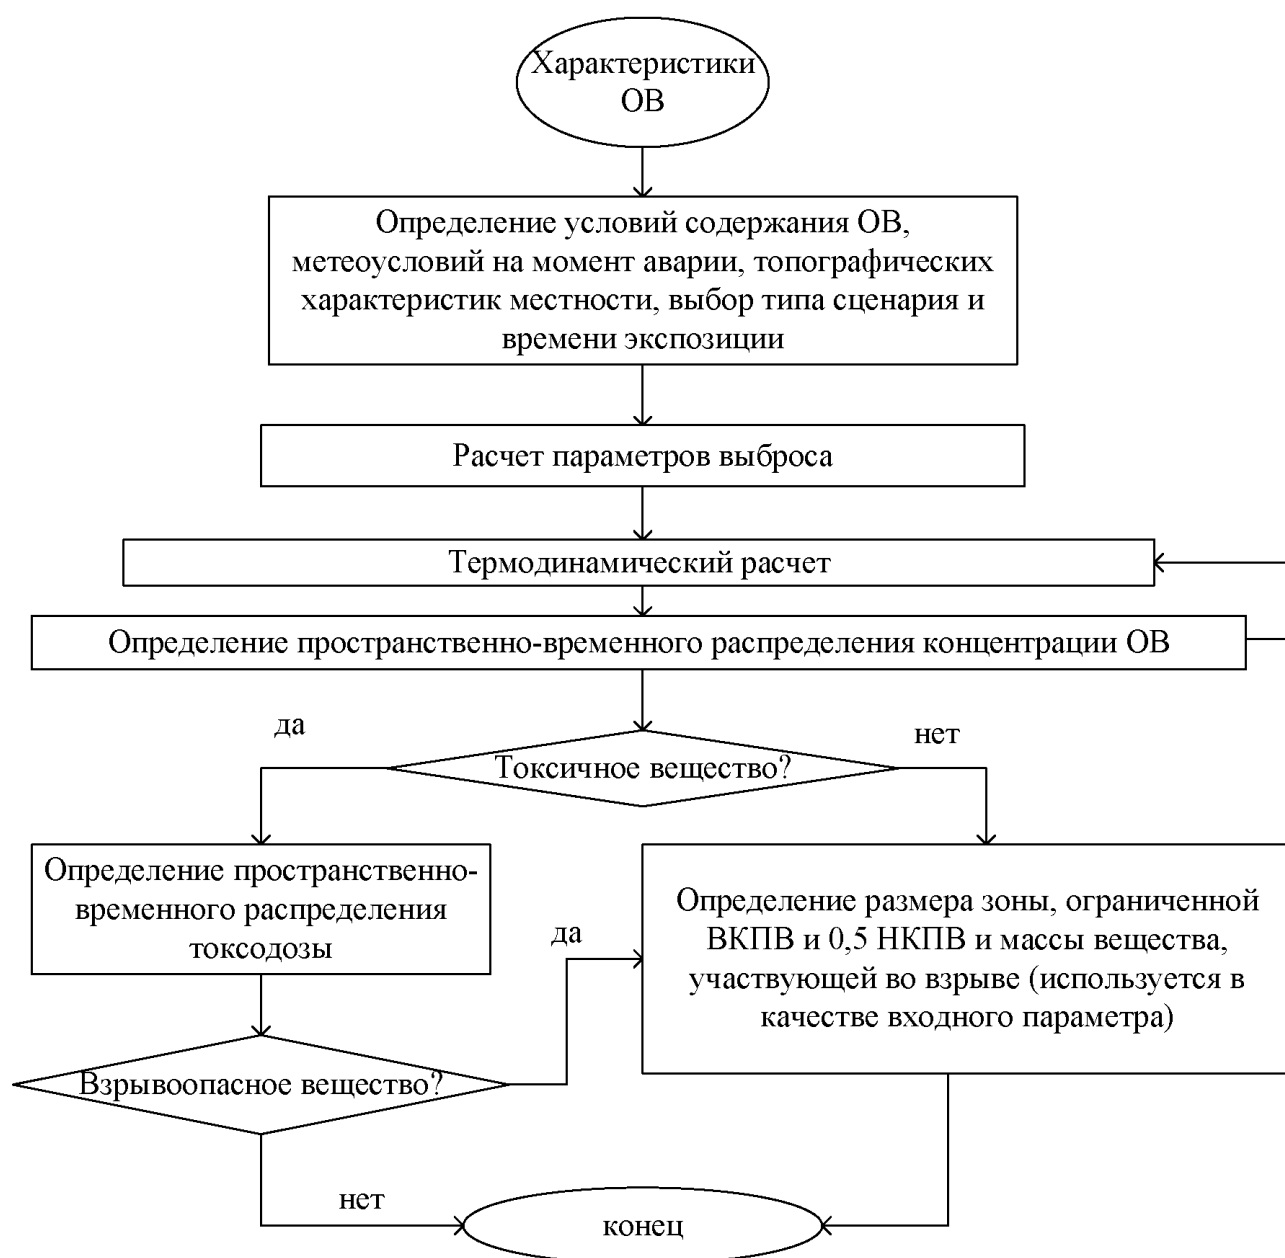 Характеристики
ОВ
Определение условий содержания ОВ,
метеоусловий на момент аварии, топографических
характеристик местности, выбор типа сценария и
времени экспозиции
Расчет параметров выброса
Термодинамический расчет
Определение пространственно-временного распределения концентрации ОВ
да
нет
Токсичное вещество?
Определение пространственно-
временного распределения
токсодозы
да
Определение размера зоны, ограниченной
ВКПВ и 0,5 НКПВ и массы вещества,
участвующей во взрыве (используется в
качестве входного параметра)
Взрывоопасное вещество?
нет
конец